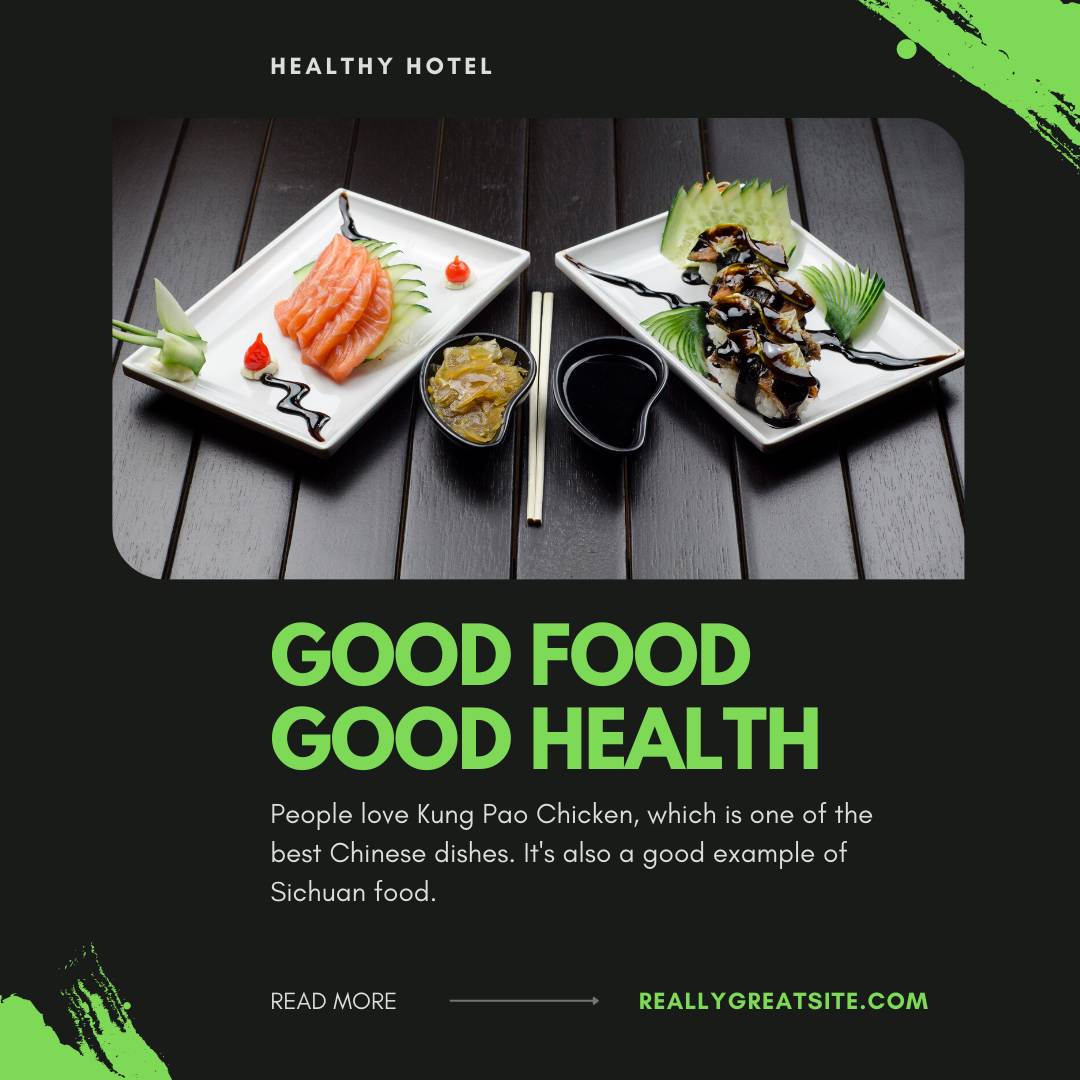 HEALTHY HOTEL
GOOD FOOD
GOOD HEALTH
People love Kung Pao Chicken, which is one of the
best Chinese dishes. It's also a good example of
Sichuan food.
READ MORE
REALLYGREATSITE.COM